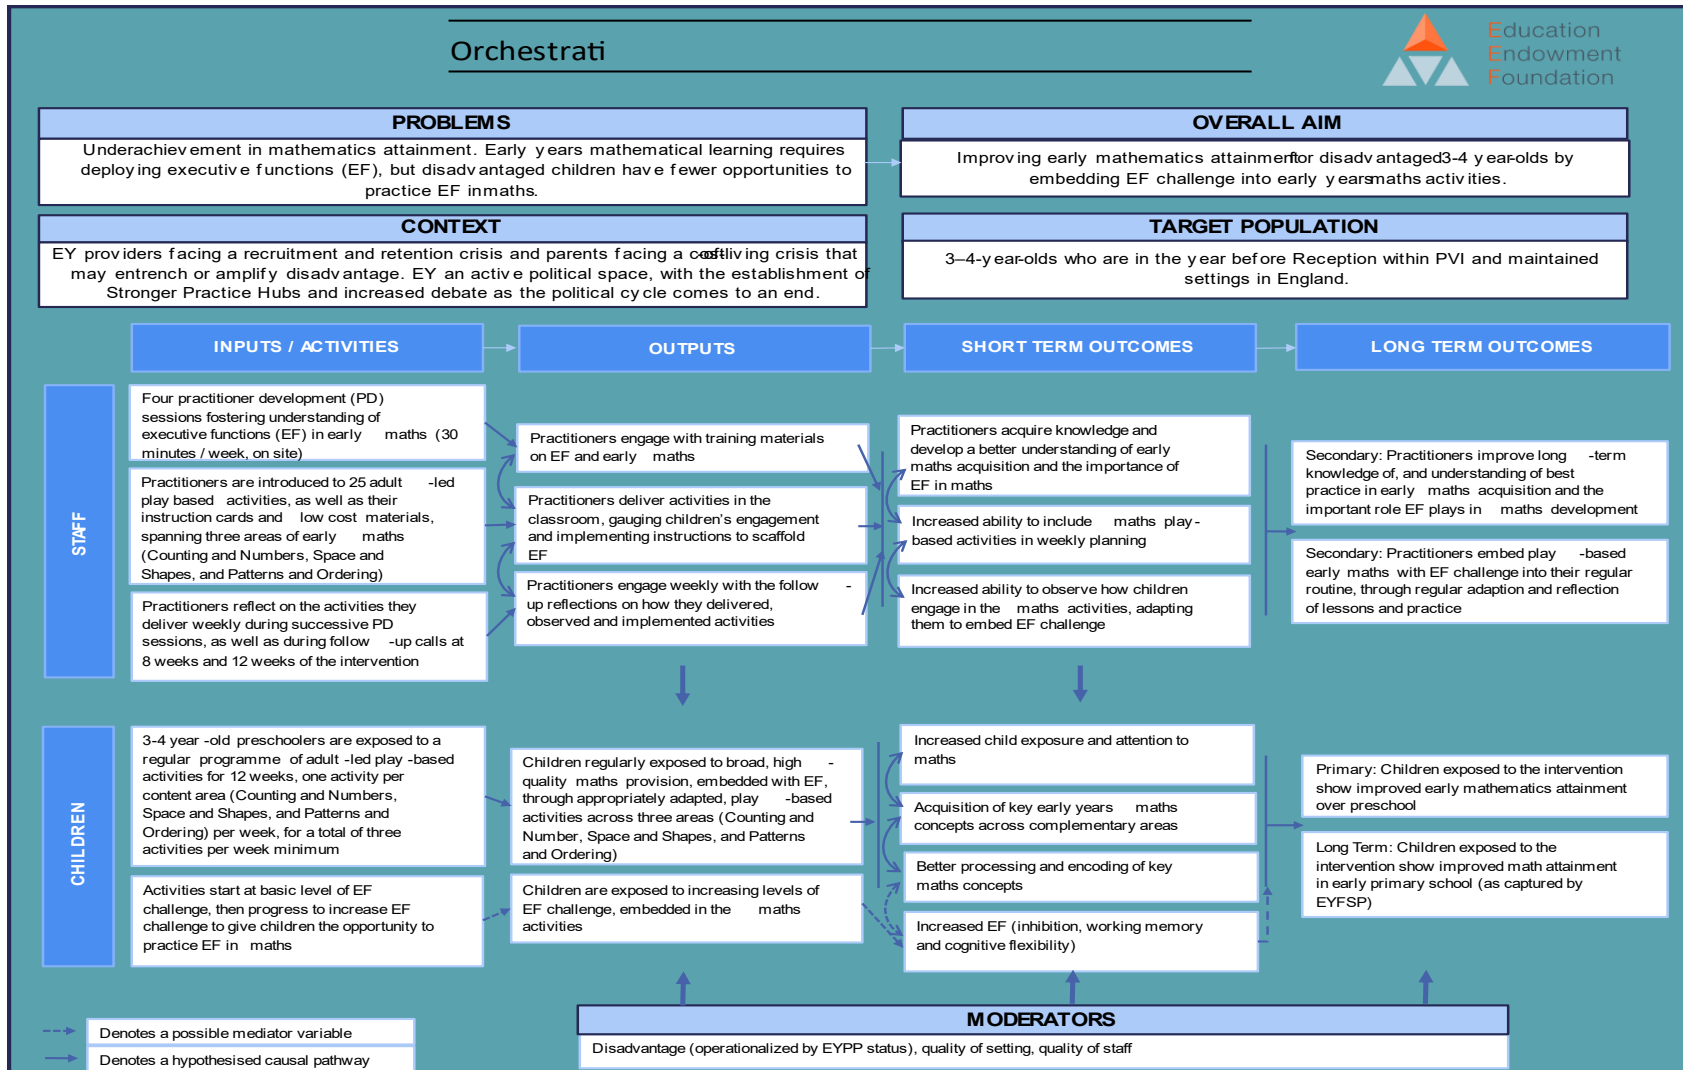 Orchestrati
Education
Endowment
Foundation
PROBLEMS
Underachievement in mathematics attainment. Early years mathematical learning requires
deploying executive functions (EF), but disadvantaged children have fewer opportunities to
practice EF in maths.
OVERALL AIM
Improving early mathematics attainment for disadvantaged 3-4 year-olds by
embedding EF challenge into early years maths activities.
CONTEXT
EY providers facing a recruitment and retention crisis and parents facing a cost-of-living crisis that
may entrench or amplify disadvantage. EY an active political space, with the establishment of
Stronger Practice Hubs and increased debate as the political cycle comes to an end.
TARGET POPULATION
3–4-year-olds who are in the year before Reception within PVI and maintained
settings in England.
INPUTS / ACTIVITIES
OUTPUTS
SHORT TERM OUTCOMES
LONG TERM OUTCOMES
STAFF
Four practitioner development (PD)
sessions fostering understanding of
executive functions (EF) in early maths (30
minutes / week, on site)
Practitioners are introduced to 25 adult -led
play based activities, as well as their
instruction cards and low cost materials,
spanning three areas of early maths
(Counting and Numbers, Space and
Shapes, and Patterns and Ordering)
Practitioners reflect on the activities they
deliver weekly during successive PD
sessions, as well as during follow -up calls at
8 weeks and 12 weeks of the intervention
Practitioners engage with training materials
on EF and early maths
Practitioners deliver activities in the
classroom, gauging children's engagement
and implementing instructions to scaffold
EF
Practitioners engage weekly with the follow -
up reflections on how they delivered,
observed and implemented activities
Practitioners acquire knowledge and
develop a better understanding of early
maths acquisition and the importance of
EF in maths
Increased ability to include maths play-
based activities in weekly planning
Increased ability to observe how children
engage in the maths activities, adapting
them to embed EF challenge
Secondary: Practitioners improve long -term
knowledge of, and understanding of best
practice in early maths acquisition and the
important role EF plays in maths development
Secondary: Practitioners embed play -based
early maths with EF challenge into their regular
routine, through regular adaption and reflection
of lessons and practice
CHILDREN
3-4 year -old preschoolers are exposed to a
regular programme of adult -led play -based
activities for 12 weeks, one activity per
content area (Counting and Numbers,
Space and Shapes, and Patterns and
Ordering) per week, for a total of three
activities per week minimum
Activities start at basic level of EF
challenge, then progress to increase EF
challenge to give children the opportunity to
practice EF in maths
Children regularly exposed to broad, high -
quality maths provision, embedded with EF,
through appropriately adapted, play -based
activities across three areas (Counting and
Number, Space and Shapes, and Patterns
and Ordering)
Children are exposed to increasing levels of
EF challenge, embedded in the maths
activities
Increased child exposure and attention to
maths
Acquisition of key early years maths
concepts across complementary areas
Better processing and encoding of key
maths concepts
Increased EF (inhibition, working memory
and cognitive flexibility)
Primary: Children exposed to the intervention
show improved early mathematics attainment
over preschool
Long Term: Children exposed to the
intervention show improved math attainment
in early primary school (as captured by
EYFSP)
Denotes a possible mediator variable
Denotes a hypothesised causal pathway
MODERATORS
Disadvantage (operationalized by EYPP status), quality of setting, quality of staff